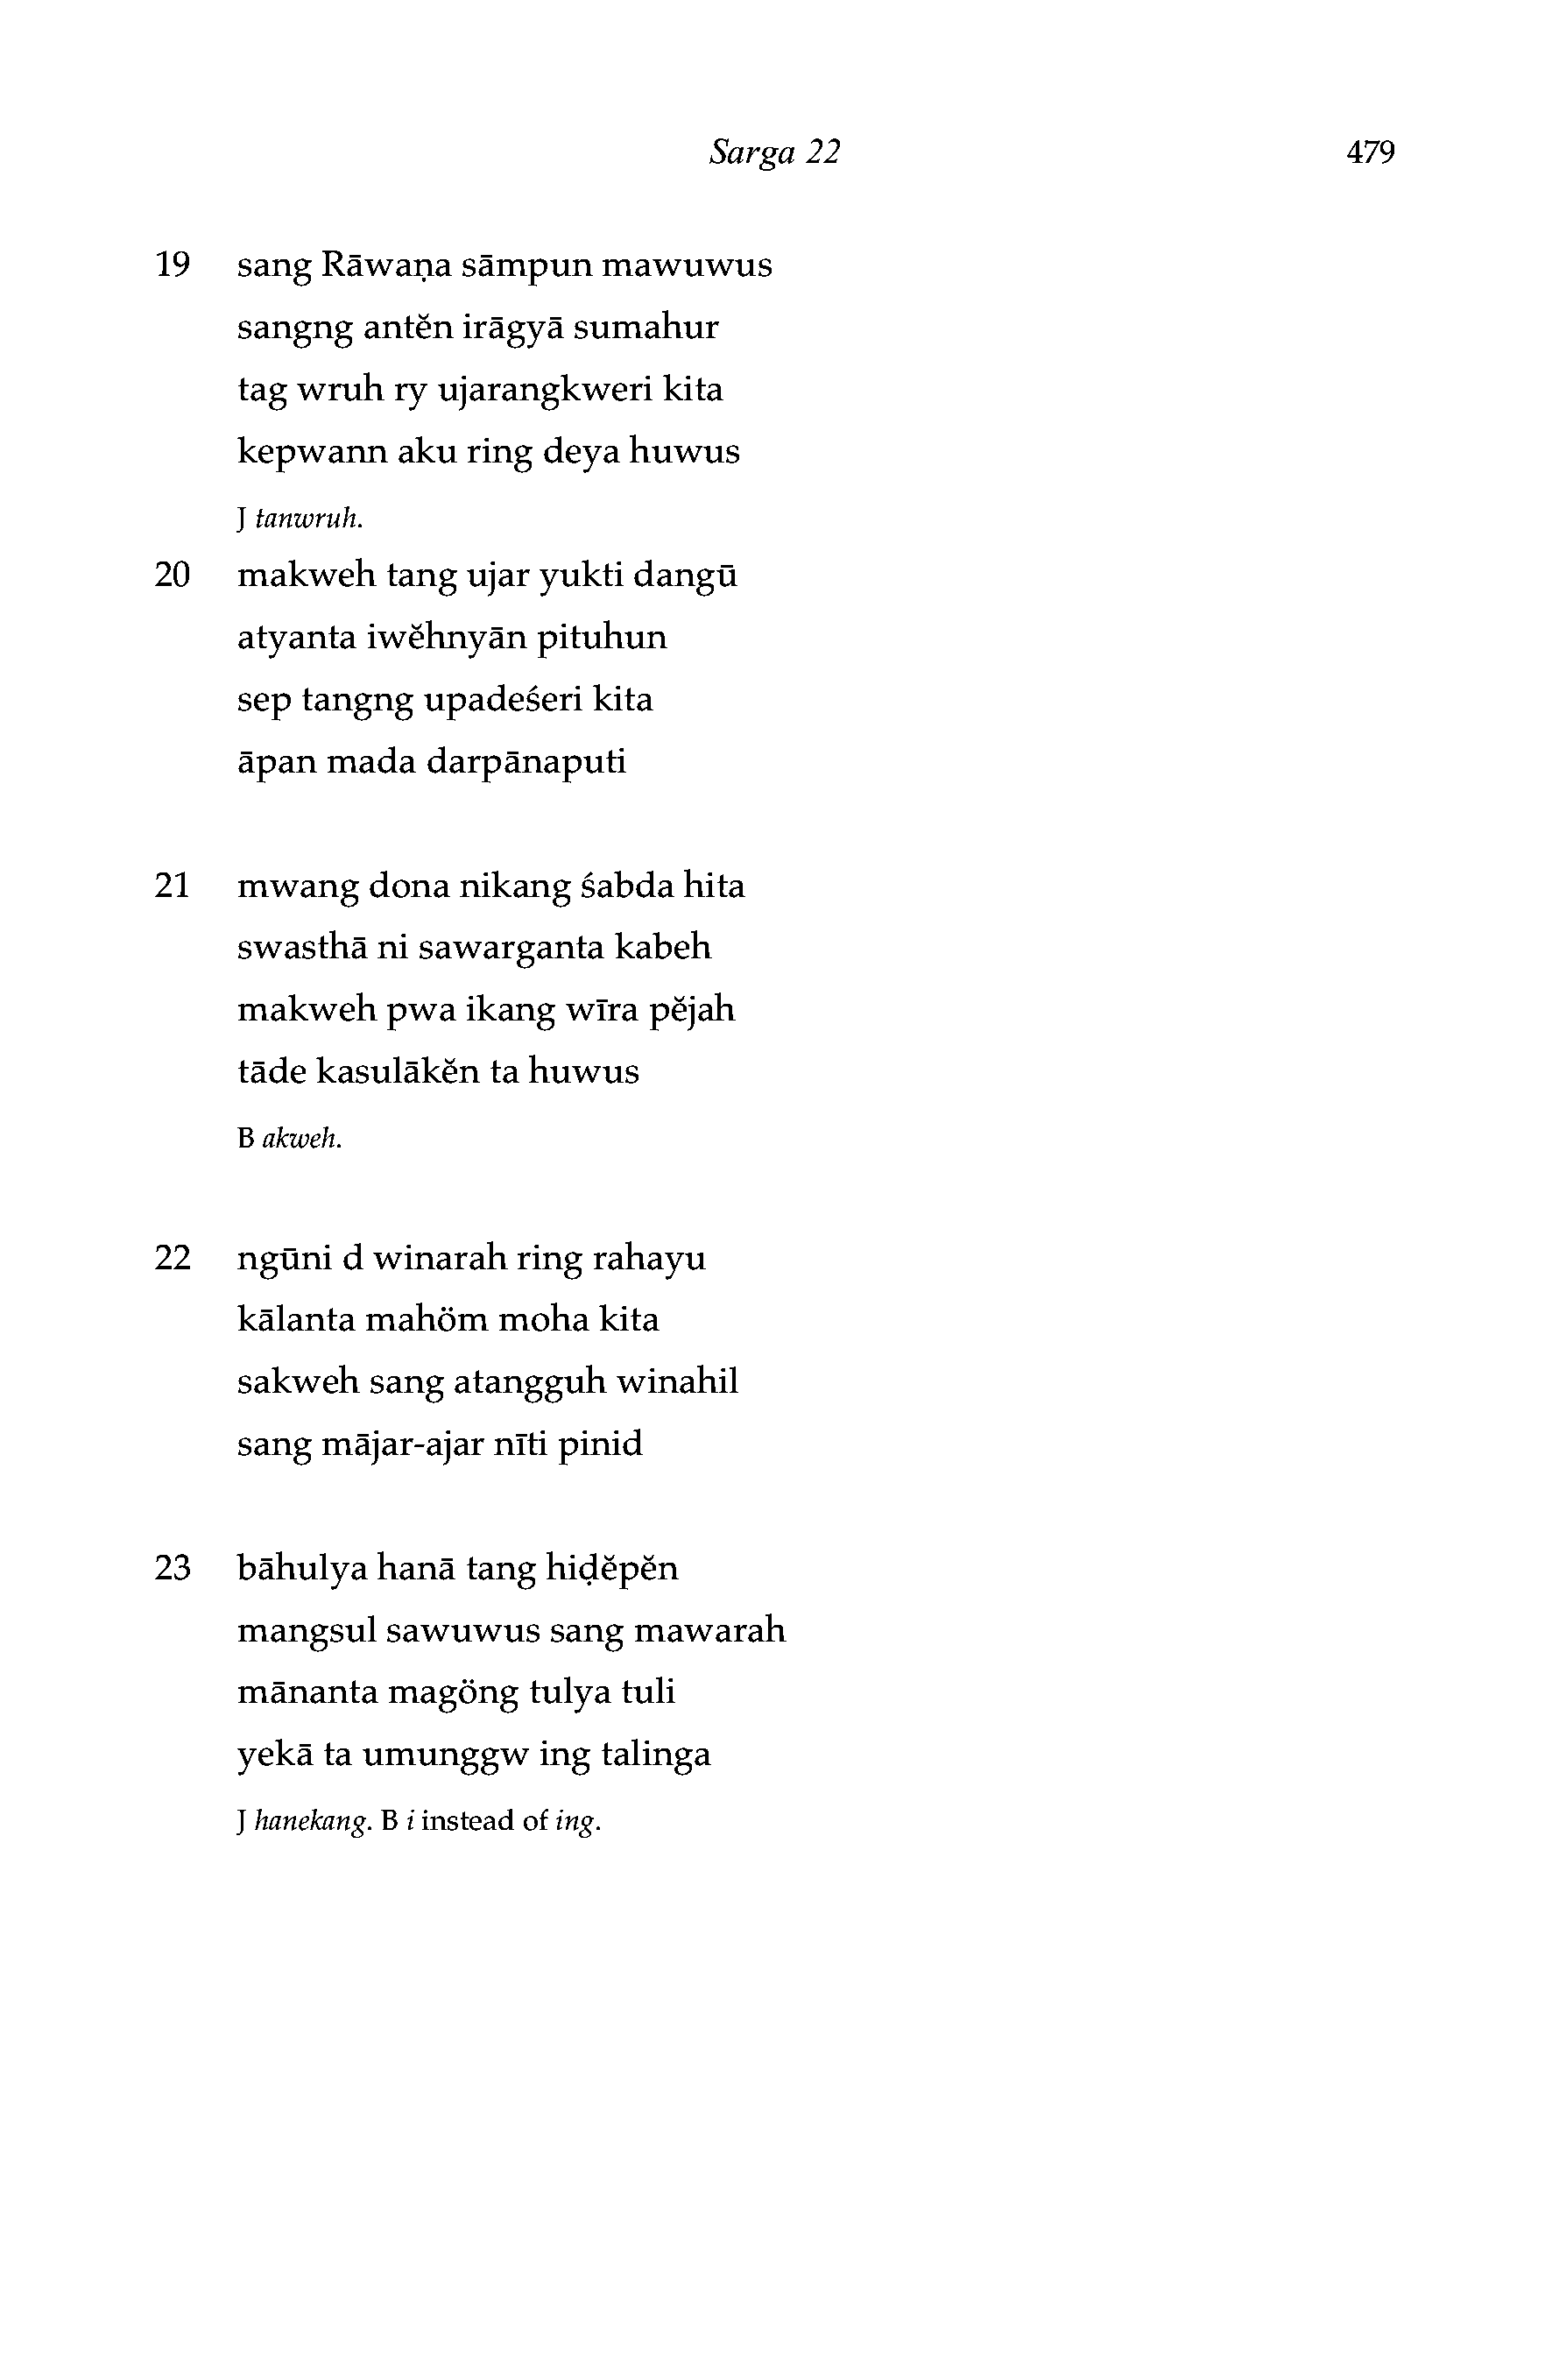 Sarga 22 479
19 sang Rāwaṇa sāmpun mawuwus
sangng antĕn irāgyā sumahur
tag wruh ry ujarangkweri kita
kepwann aku ring deya huwus
J tanwruh.
20 makweh tang ujar yukti dangū
atyanta iwĕhnyān pituhun
sep tangng upadeśeri kita
āpan mada darpānaputi
21 mwang dona nikang śabda hita
swasthā ni sawarganta kabeh
makweh pwa ikang wīra pĕjah
tāde kasulākĕn ta huwus
B akweh.
22 ngūni d winarah ring rahayu
kālanta mahöm moha kita
sakweh sang atangguh winahil
sang mājar-ajar nīti pinid
23 bāhulya hanā tang hiḍĕpĕn
mangsul sawuwus sang mawarah
mānanta magöng tulya tuli
yekā ta umunggw ing talinga
J hanekang. B i instead of ing.